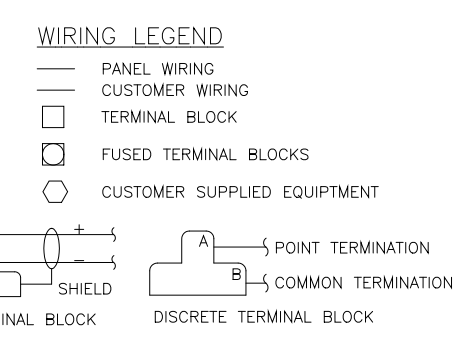 WIRING LEGEND
PANEL WIRING
CUSTOMER WIRING
TERMINAL BLOCK
FUSED TERMINAL BLOCKS
CUSTOMER SUPPLIED EQUIPTMENT
+
A
POINT TERMINATION
−
B
COMMON TERMINATION
SHIELD
INAL BLOCK
DISCRETE TERMINAL BLOCK